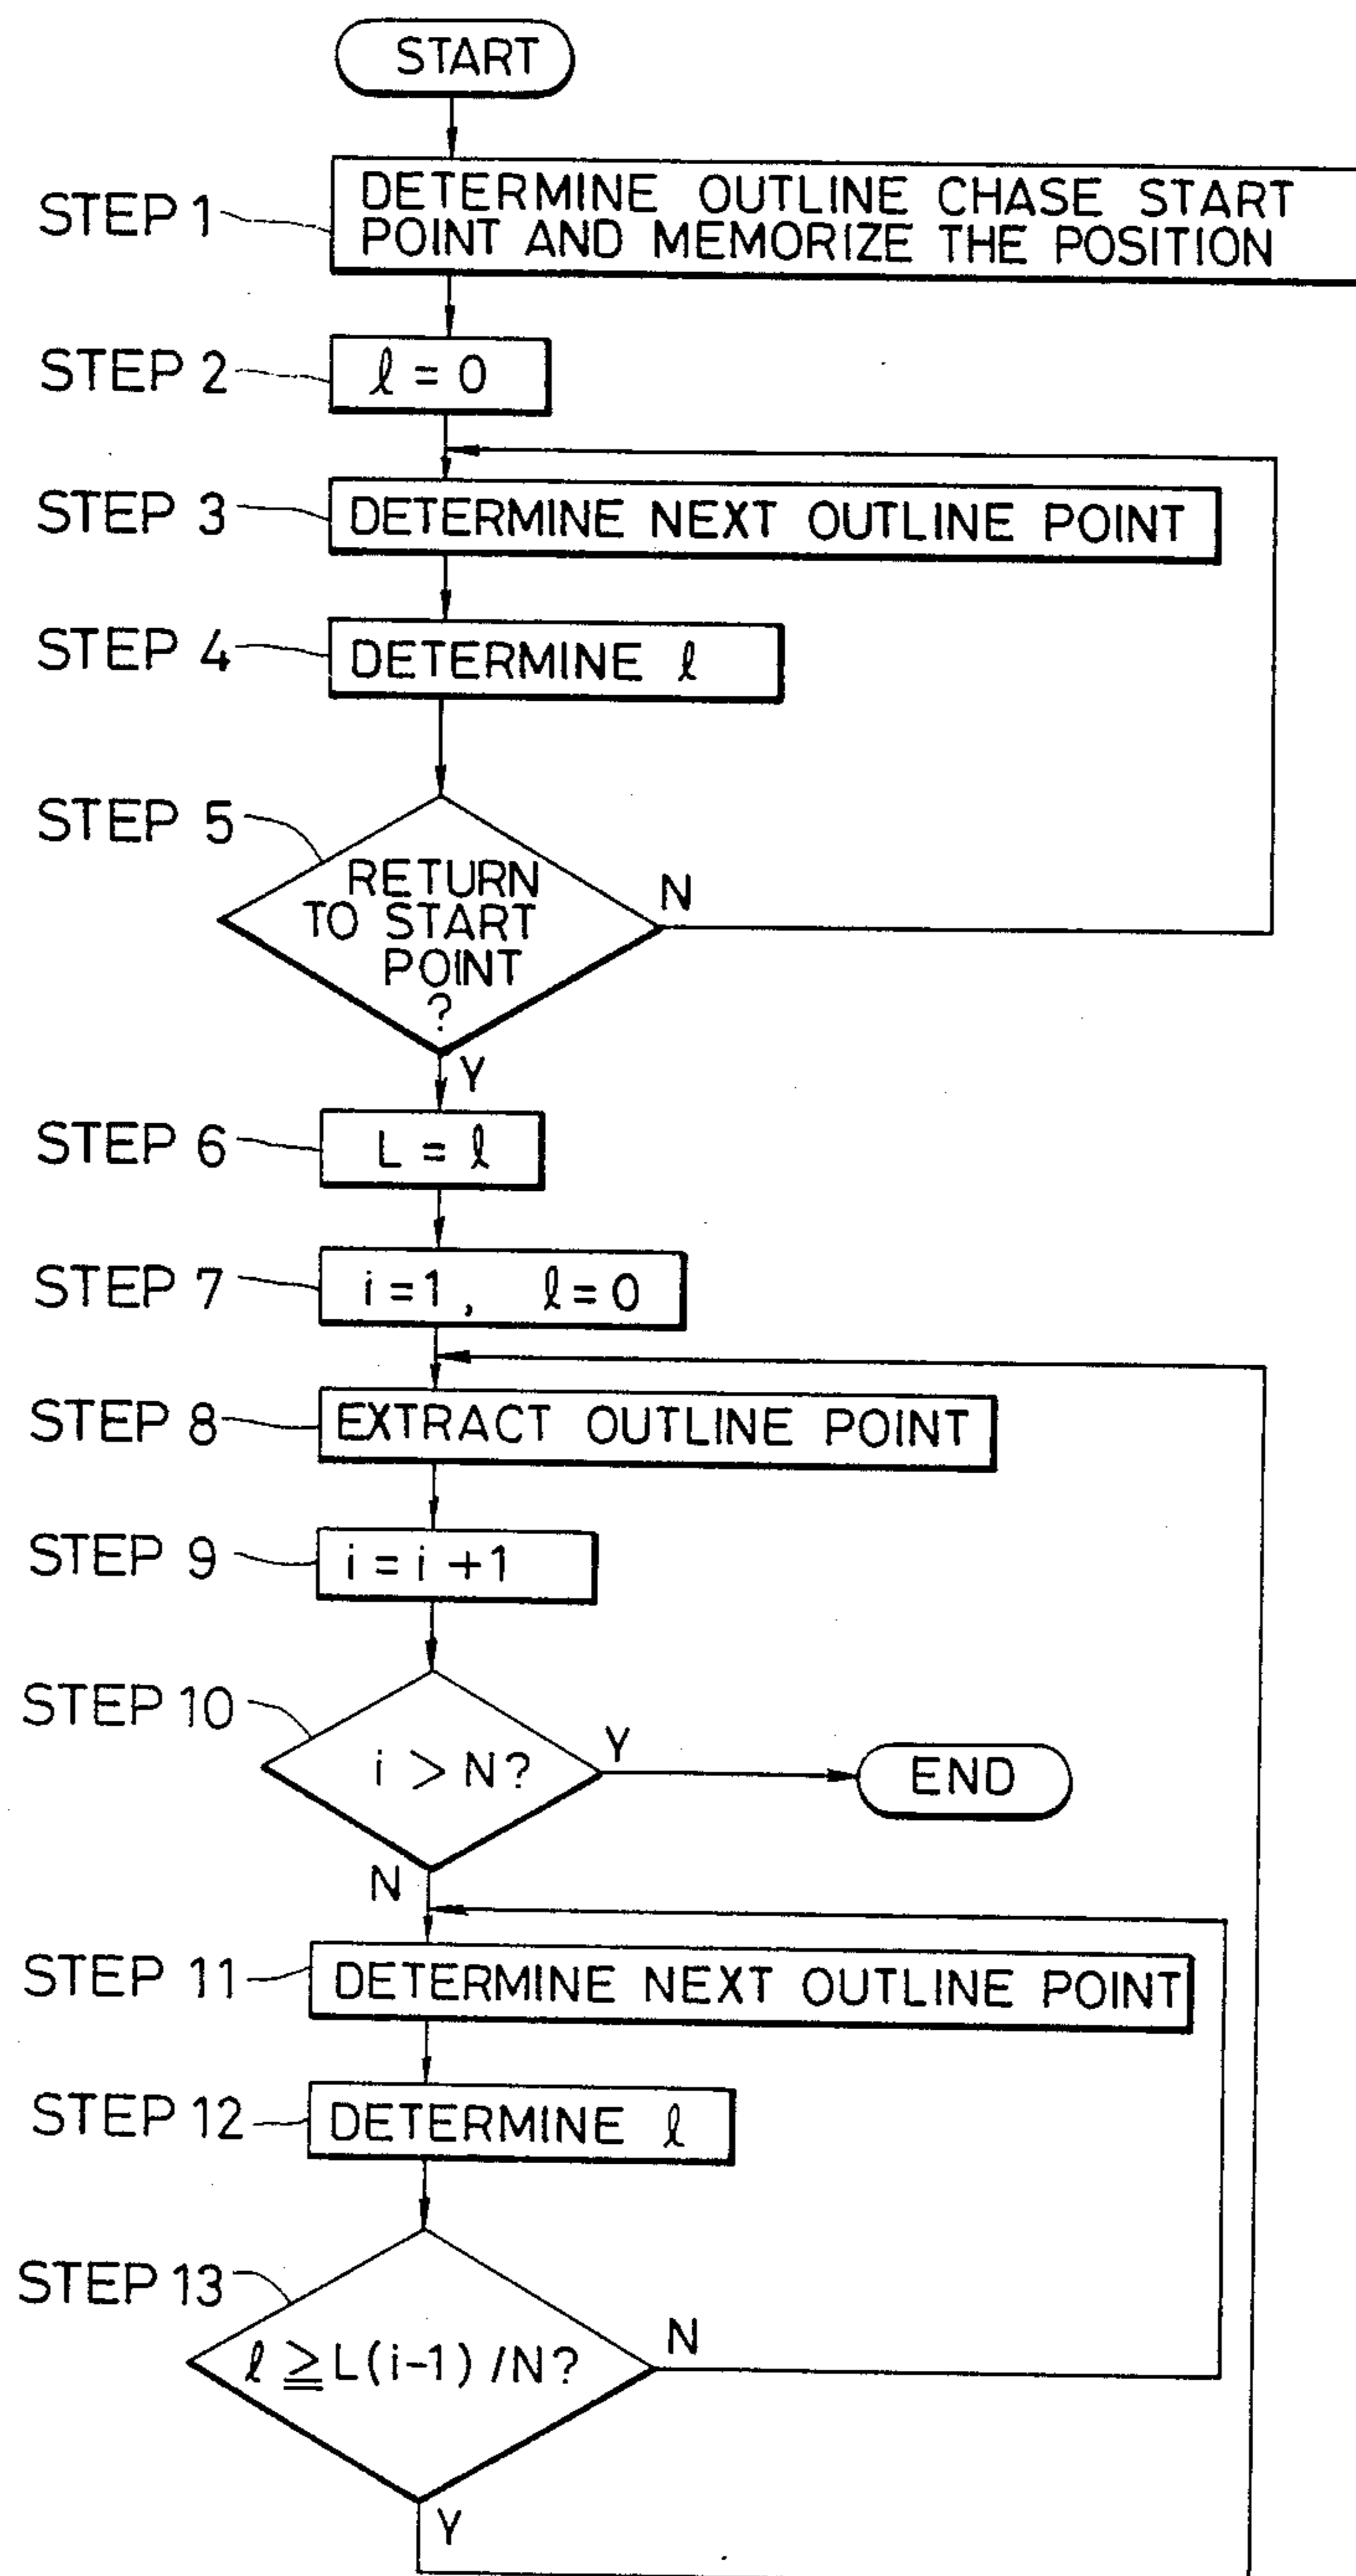 START
STEP 1
DETERMINE OUTLINE CHASE START
POINT AND MEMORIZE THE POSITION
STEP 2
ℓ = 0
STEP 3
DETERMINE NEXT OUTLINE POINT
STEP 4
DETERMINE ℓ
STEP 5
RETURN
TO START
POINT
?
N
Y
STEP 6
L = ℓ
STEP 7
i = 1 , ℓ = 0
STEP 8
EXTRACT OUTLINE POINT
STEP 9
i = i + 1
STEP 10
i > N?
Y
END
N
STEP 11
DETERMINE NEXT OUTLINE POINT
STEP 12
DETERMINE ℓ
STEP 13
ℓ ≧ L(i-1)/N?
N
Y